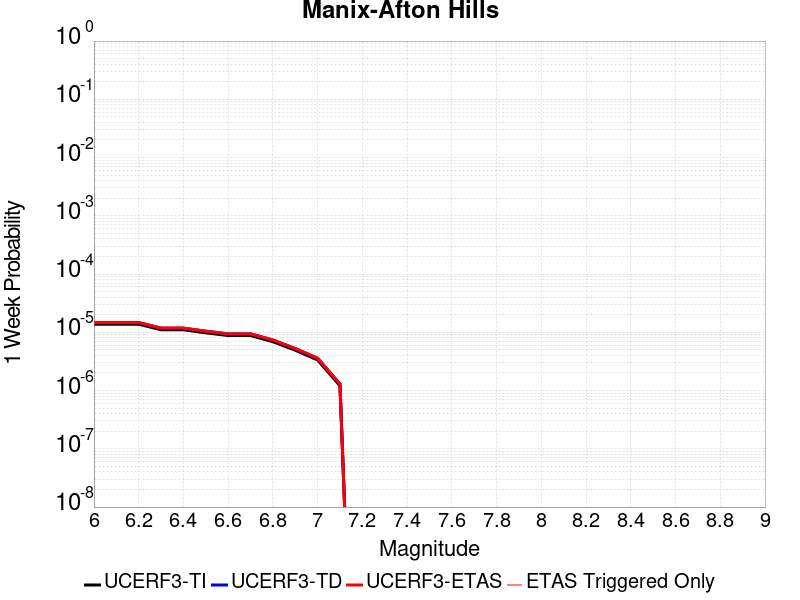 Manix-Afton Hills
1 Week Probability
10^0
10^-1
10^-2
10^-3
10^-4
10^-5
10^-6
10^-7
10^-8
6 6.2 6.4 6.6 6.8 7 7.2 7.4 7.6 7.8 8 8.2 8.4 8.6 8.8 9
Magnitude
UCERF3-TI UCERF3-TD UCERF3-ETAS ETAS Triggered Only